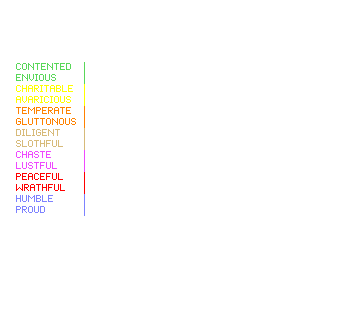 CONTENTED
ENVIOUS
CHARITABLE
AVARICIOUS
TEMPERATE
GLUTTONOUS
DILIGENT
SLOTHFUL
CHASTE
LUSTFUL
PEACEFUL
WRATHFUL
HUMBLE
PROUD